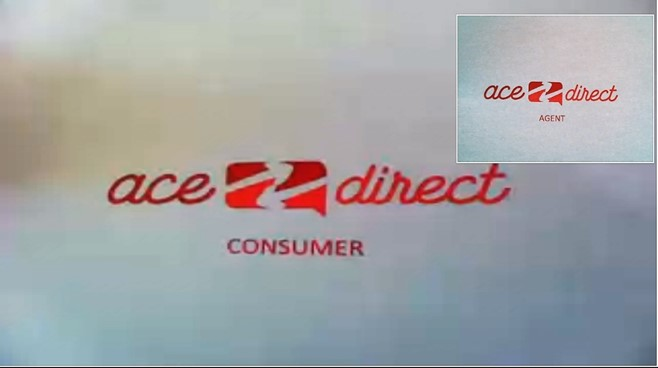 ace direct
CONSUMER
ace direct
AGENT